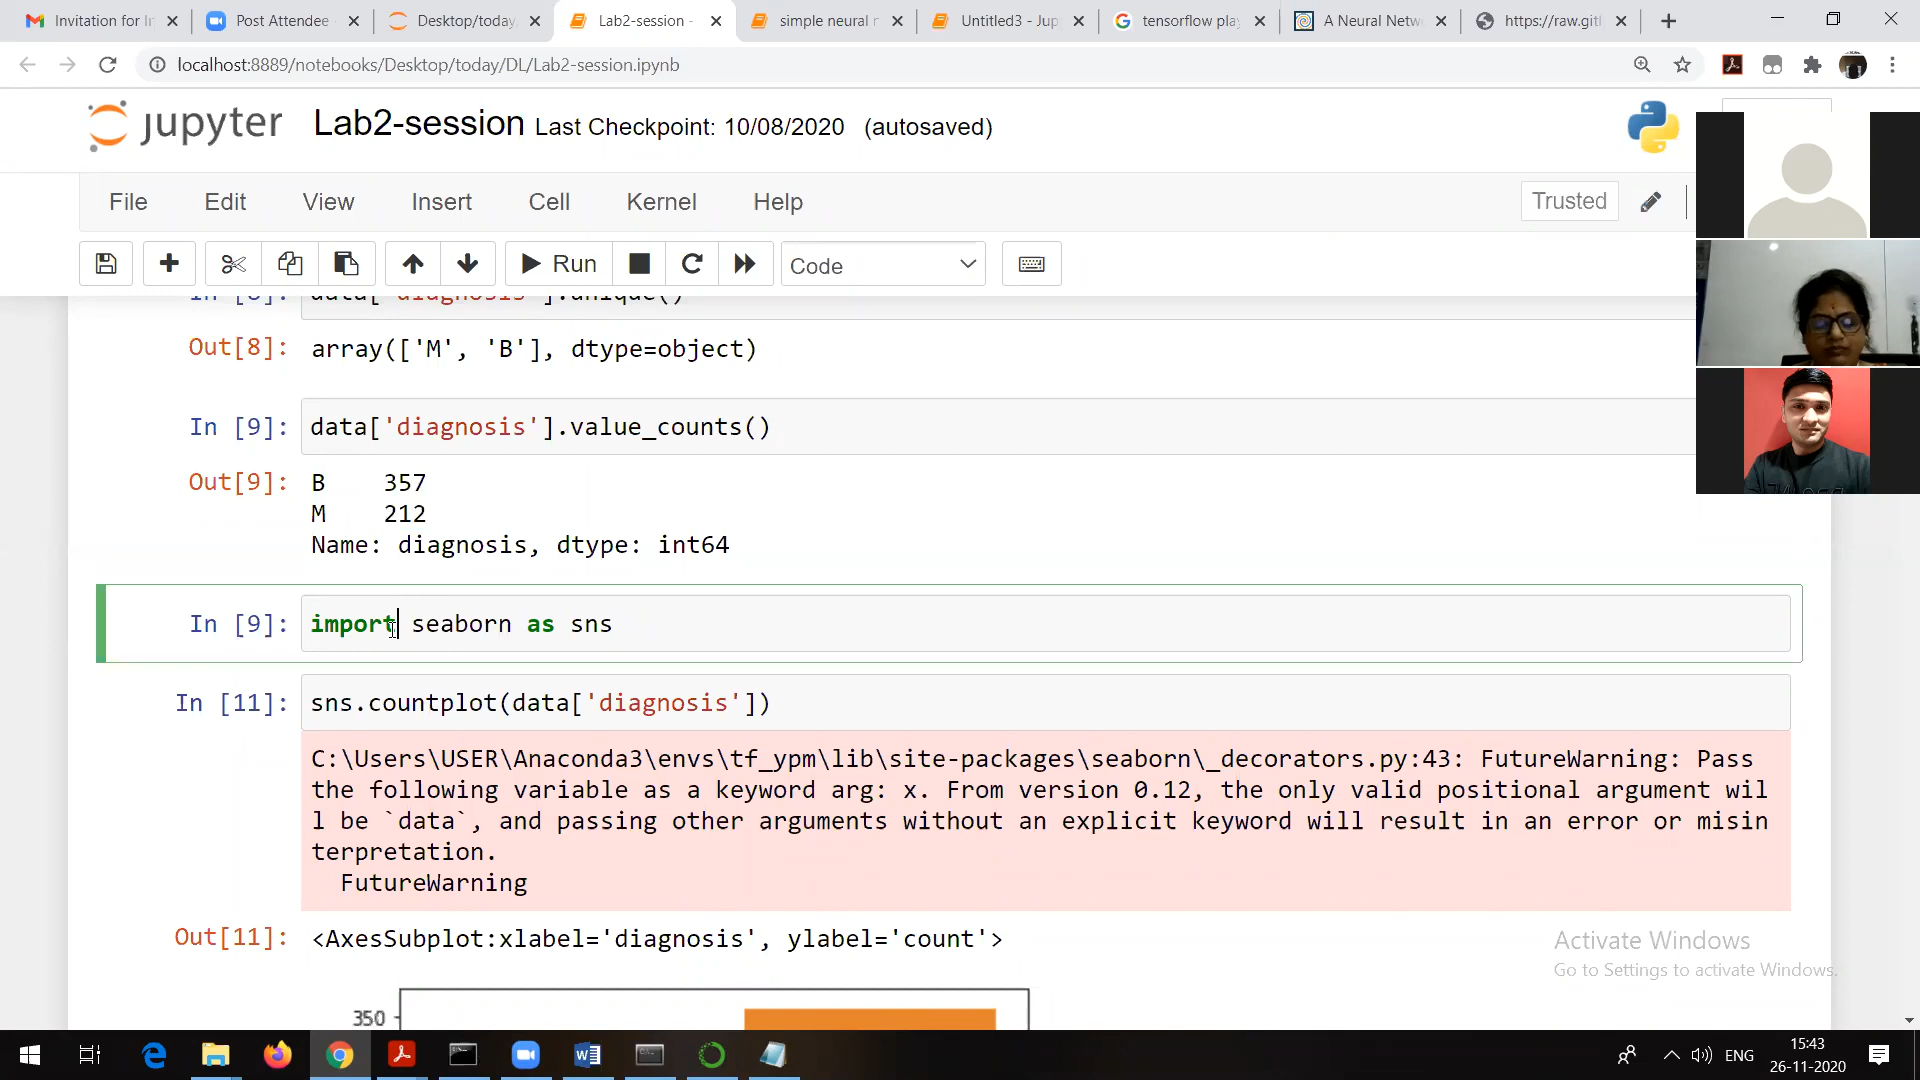 Invitation for I
Post Attendee -
Desktop/today
Lab2-session -
simple neural n
Untitled3 - Jup
tensorflow pla
A Neural Netw
https://raw.gitl
localhost:8889/notebooks/Desktop/today/DL/Lab2-session.ipynb
jupyter Lab2-session Last Checkpoint: 10/08/2020 (autosaved)
File Edit View Insert Cell Kernel Help Trusted
Run Code
In [8]: data['diagnosis'].unique()
Out[8]: array(['M', 'B'], dtype=object)
In [9]: data['diagnosis'].value_counts()
Out[9]: B 357
M 212
Name: diagnosis, dtype: int64
In [9]: import seaborn as sns
In [11]: sns.countplot(data['diagnosis'])
C:\Users\USER\Anaconda3\envs\tf_ypm\lib\site-packages\seaborn\_decorators.py:43: FutureWarning: Pass
the following variable as a keyword arg: x. From version 0.12, the only valid positional argument wil
l be `data`, and passing other arguments without an explicit keyword will result in an error or misin
terpretation.
FutureWarning
Out[11]: <AxesSubplot:xlabel='diagnosis', ylabel='count'>
350
Activate Windows
Go to Settings to activate Windows.
ENG
15:43
26-11-2020